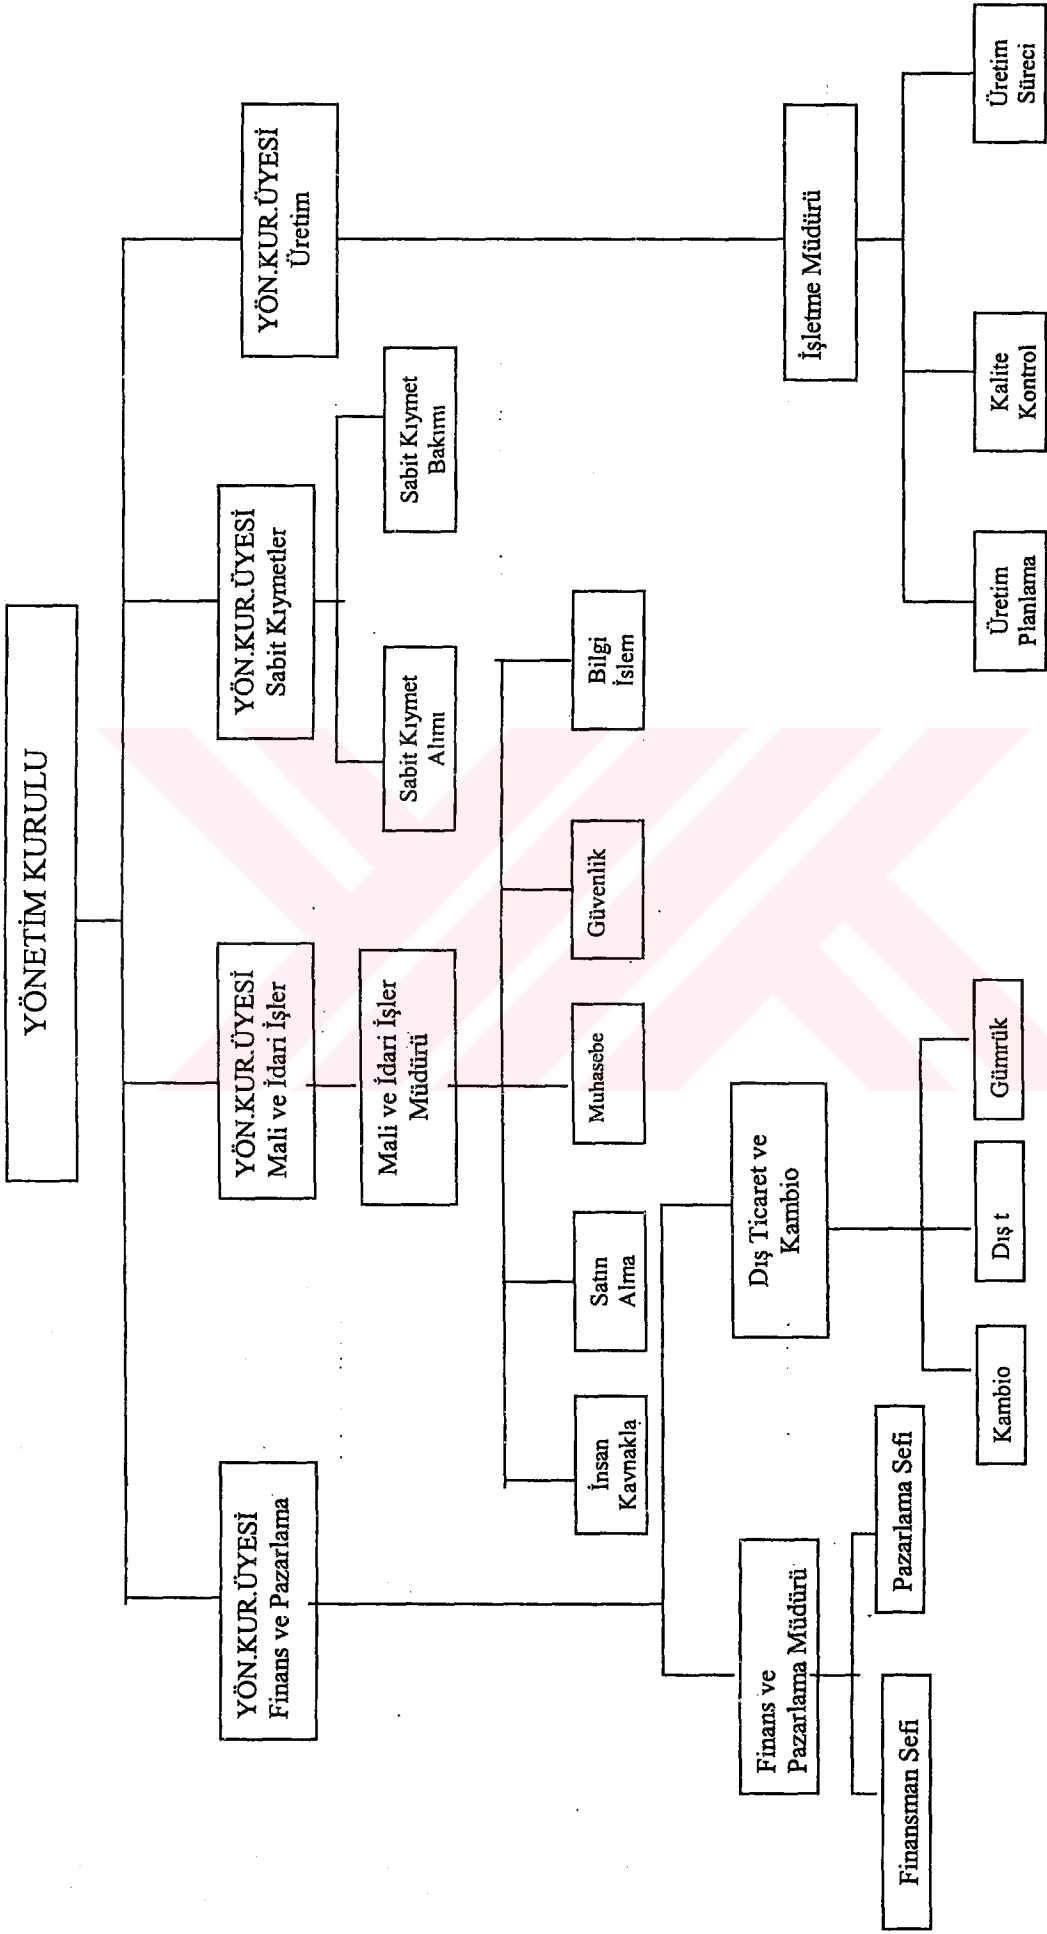 YÖNETİM KURULU
YÖN.KUR.ÜYESİ
Finans ve Pazarlama
YÖN.KUR.ÜYESİ
Mali ve İdari İşler
YÖN.KUR.ÜYESİ
Sabit Kıymetler
YÖN.KUR.ÜYESİ
Üretim
Mali ve İdari İşler
Müdürü
Sabit Kıymet
Alımı
Sabit Kıymet
Bakımı
İnsan
Kavnakla
Satın
Alma
Muhasebe
Güvenlik
Bilgi
İslem
Finans ve
Pazarlama Müdürü
Dış Ticaret ve
Kambio
İşletme Müdürü
Finansman Sefi
Pazarlama Sefi
Kambio
Dış t
Gümrük
Üretim
Planlama
Kalite
Kontrol
Üretim
Süreci